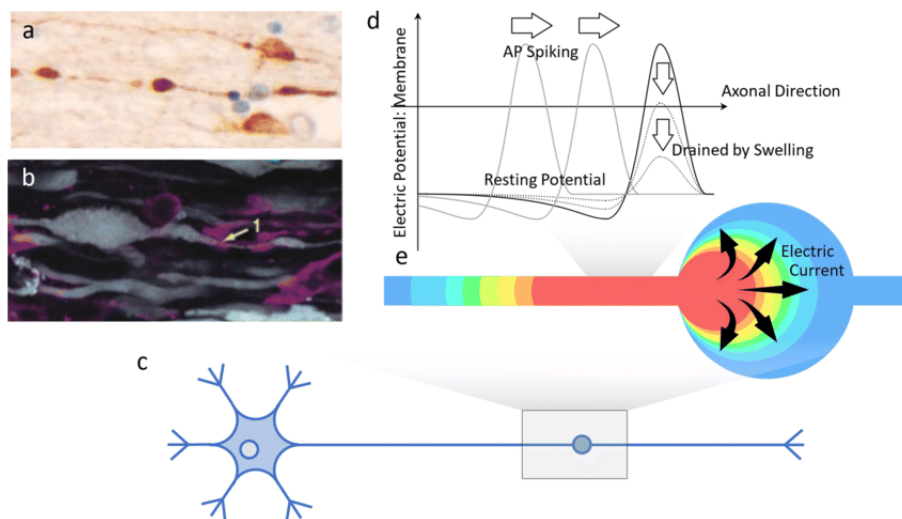 a
b
1
c
d
AP Spiking
Electric Potential: Membrane
Axonal Direction
Drained by Swelling
Resting Potential
e
Electric
Current